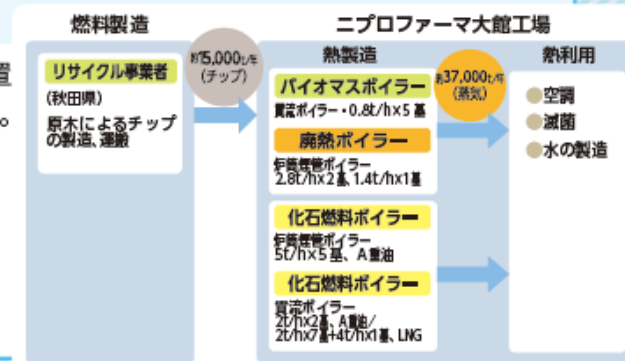 燃料製造
ニプロファーマ大館工場
置
。
リサイクル事業者
(秋田県)
原木によるチップ
の製造、運搬
約15,000t/年
(チップ)
熱製造
バイオマスボイラー
貫流ボイラー・0.8t/h×5 基
廃熱ボイラー
炉筒煙管ボイラー
2.8t/h×2基、1.4t/h×1基
化石燃料ボイラー
炉筒煙管ボイラー
5t/h×5 基、A重油
化石燃料ボイラー
貫流ボイラー
2t/h×2基、A重油/
2t/h×7基+4t/h×1基、LNG
約37,000t/年
(蒸気)
熱利用
●空調
●滅菌
●水の製造